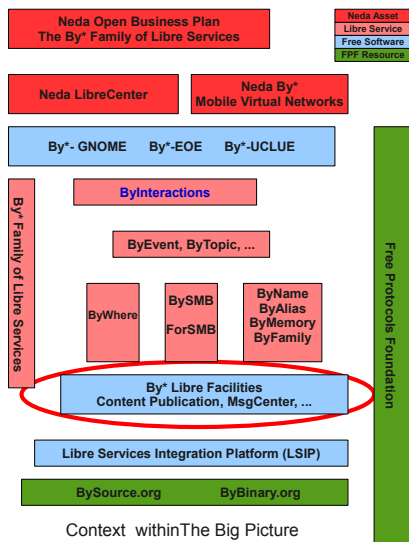 Neda Open Business Plan
The By* Family of Libre Services
Neda Asset
Libre Service
Free Software
FPF Resource
Neda LibreCenter
Neda By*
Mobile Virtual Networks
By*- GNOME By*-EOE By*-UCLUE
By* Family of Libre Services
ByInteractions
ByEvent, ByTopic, ...
ByWhere
BySMB
ForSMB
ByName
ByAlias
ByMemory
ByFamily
Free Protocols Foundation
By* Libre Facilities
Content Publication, MsgCenter, ...
Libre Services Integration Platform (LSIP)
BySource.org ByBinary.org
Context withinThe Big Picture